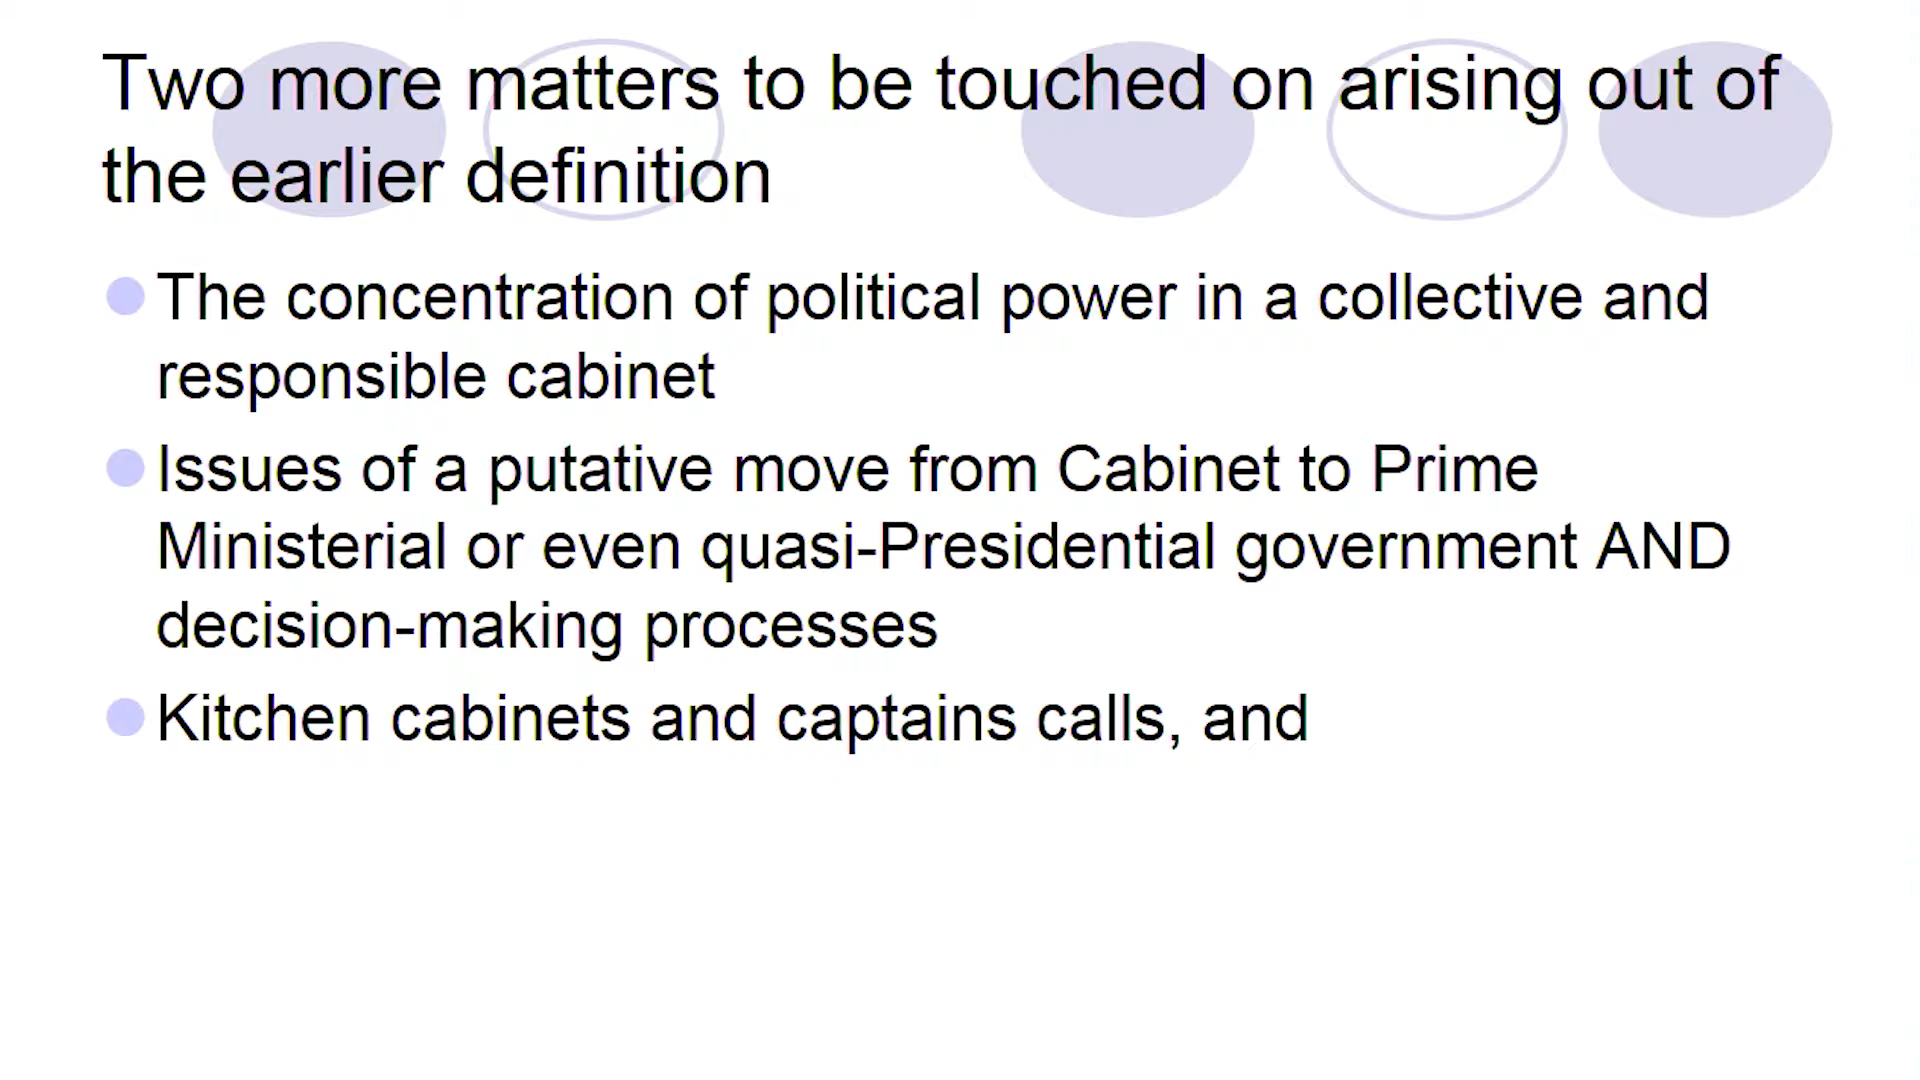 Two more matters to be touched on arising out of
the earlier definition
The concentration of political power in a collective and
responsible cabinet
Issues of a putative move from Cabinet to Prime
Ministerial or even quasi-Presidential government AND
decision-making processes
Kitchen cabinets and captains calls, and